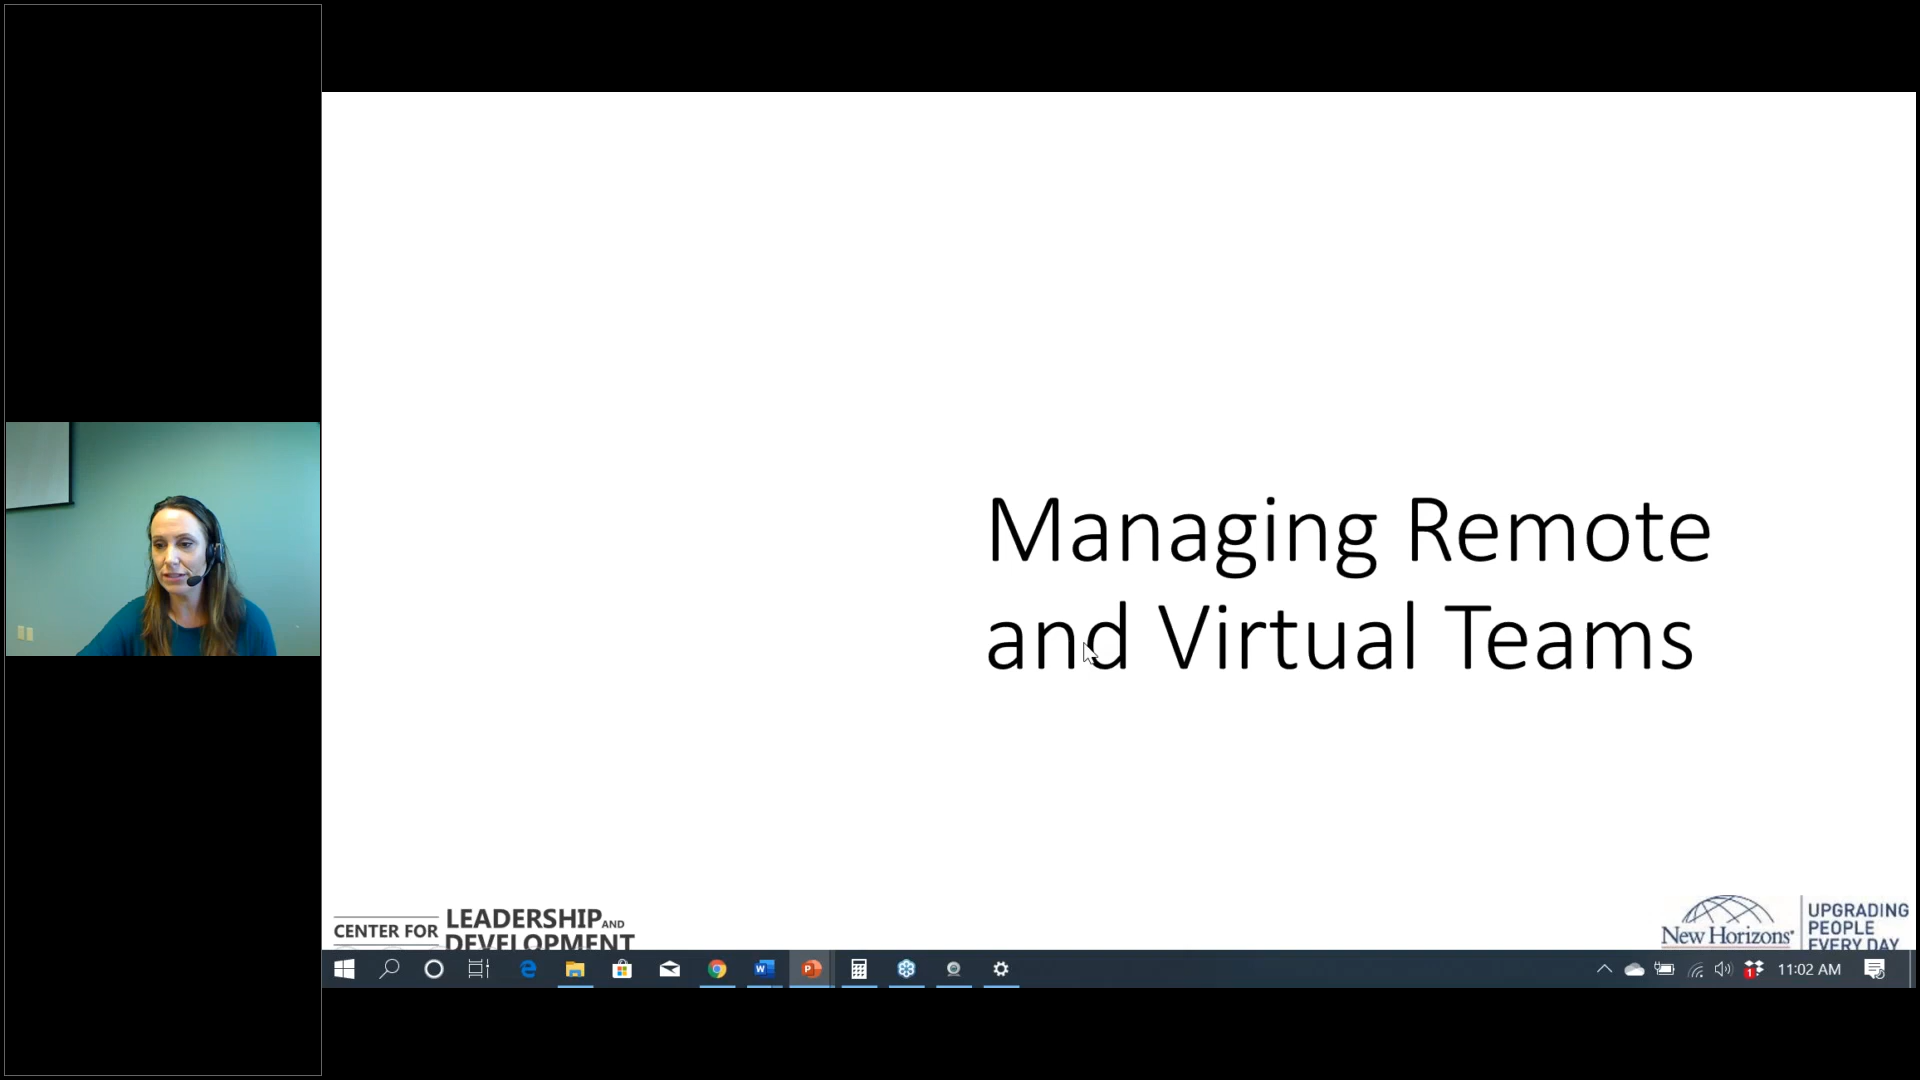 Managing Remote
and Virtual Teams
CENTER FOR LEADERSHIP AND
DEVELOPMENT
New Horizons®
UPGRADING
PEOPLE
EVERY DAY
11:02 AM